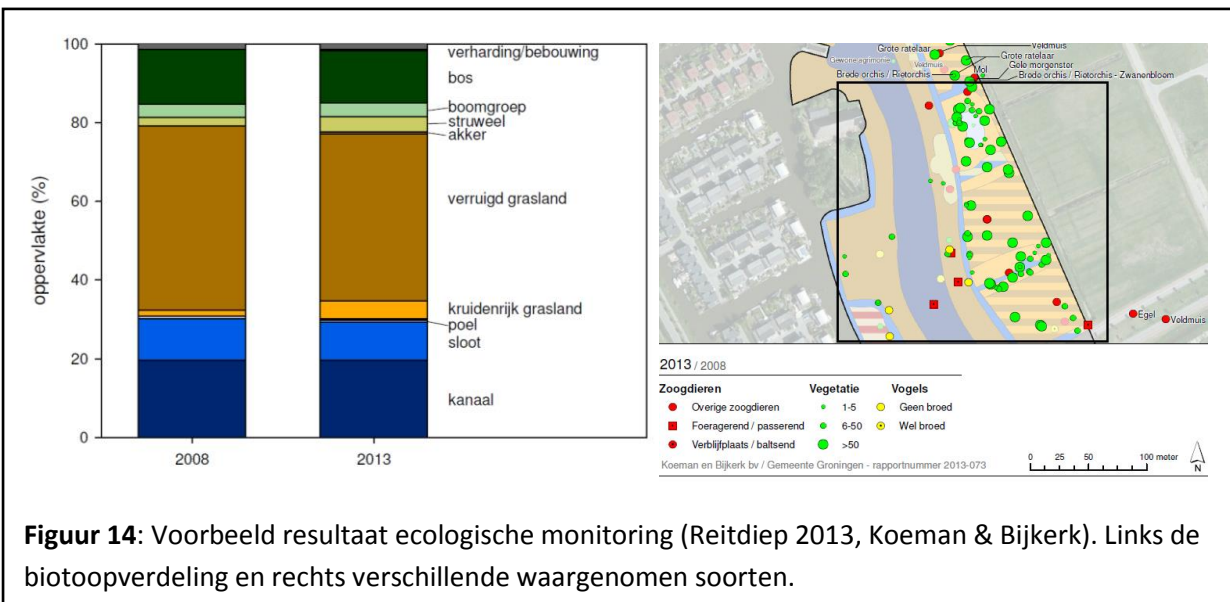 oppervlakte (%)
100
80
60
40
20
0
2008
2013
verharding/bebouwing
bos
boomgroep
struweel
akker
verruigd grasland
kruidenrijk grasland
poel
sloot
kanaal
Grote ratelaar
Veldmuis
Gewone agrimonie
Veldmuis
Grote ratelaar
Mol
Gele morgenster
Brede orchis / Rietorchis
Brede orchis / Rietorchis - Zwanenbloem
Egel
Veldmuis
2013 / 2008
Zoogdieren
Vegetatie
Vogels
Overige zoogdieren
1-5
Geen broed
Foeragerend / passerend
6-50
Wel broed
Verblijfplaats / baltsend
>50
Koeman en Bijkerk bv / Gemeente Groningen - rapportnummer 2013-073
0 25 50 100 meter
N
Figuur 14: Voorbeeld resultaat ecologische monitoring (Reitdiep 2013, Koeman & Bijkerk). Links de
biotoopverdeling en rechts verschillende waargenomen soorten.